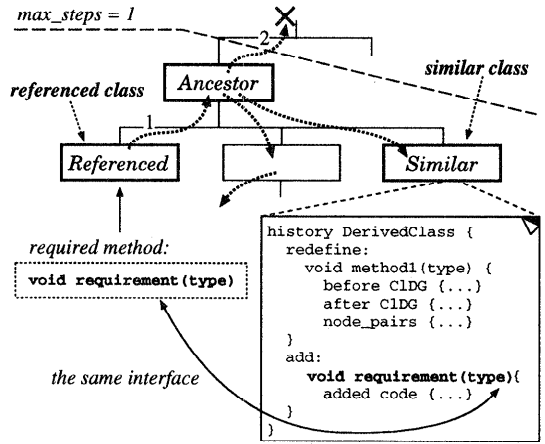 max_steps = 1
2
Ancestor
similar class
referenced class
1
Referenced
Similar
required method:
void requirement(type)
the same interface
history DerivedClass {
redefine:
void method1(type) {
before ClDG {...}
after ClDG {...}
node_pairs {...}
}
add:
void requirement(type){
added code {...}
}
}